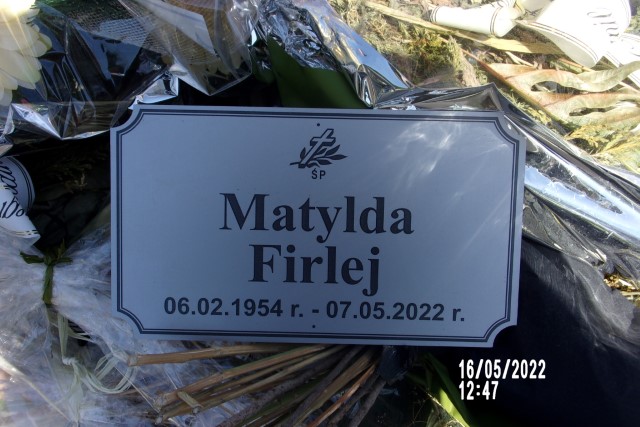 ŚP
Matylda
Firlej
06.02.1954 r. - 07.05.2022 r.
16/05/2022
12:47